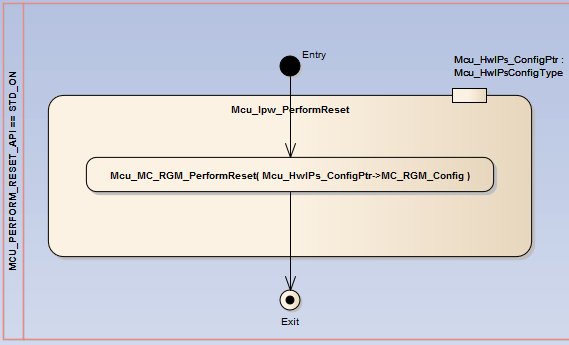 MCU_PERFORM_RESET_API == STD_ON
Entry
Mcu_HwIPs_ConfigPtr :
Mcu_HwIPsConfigType
Mcu_Ipw_PerformReset
Mcu_MC_RGM_PerformReset( Mcu_HwIPs_ConfigPtr->MC_RGM_Config )
Exit